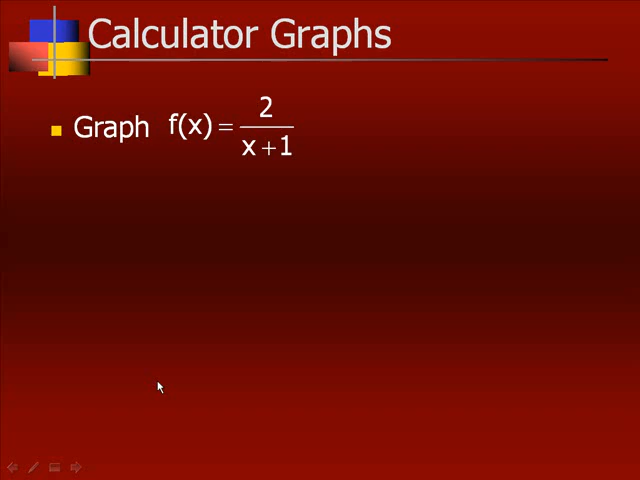 Calculator Graphs
Graph f(x) = 2/(x+1)